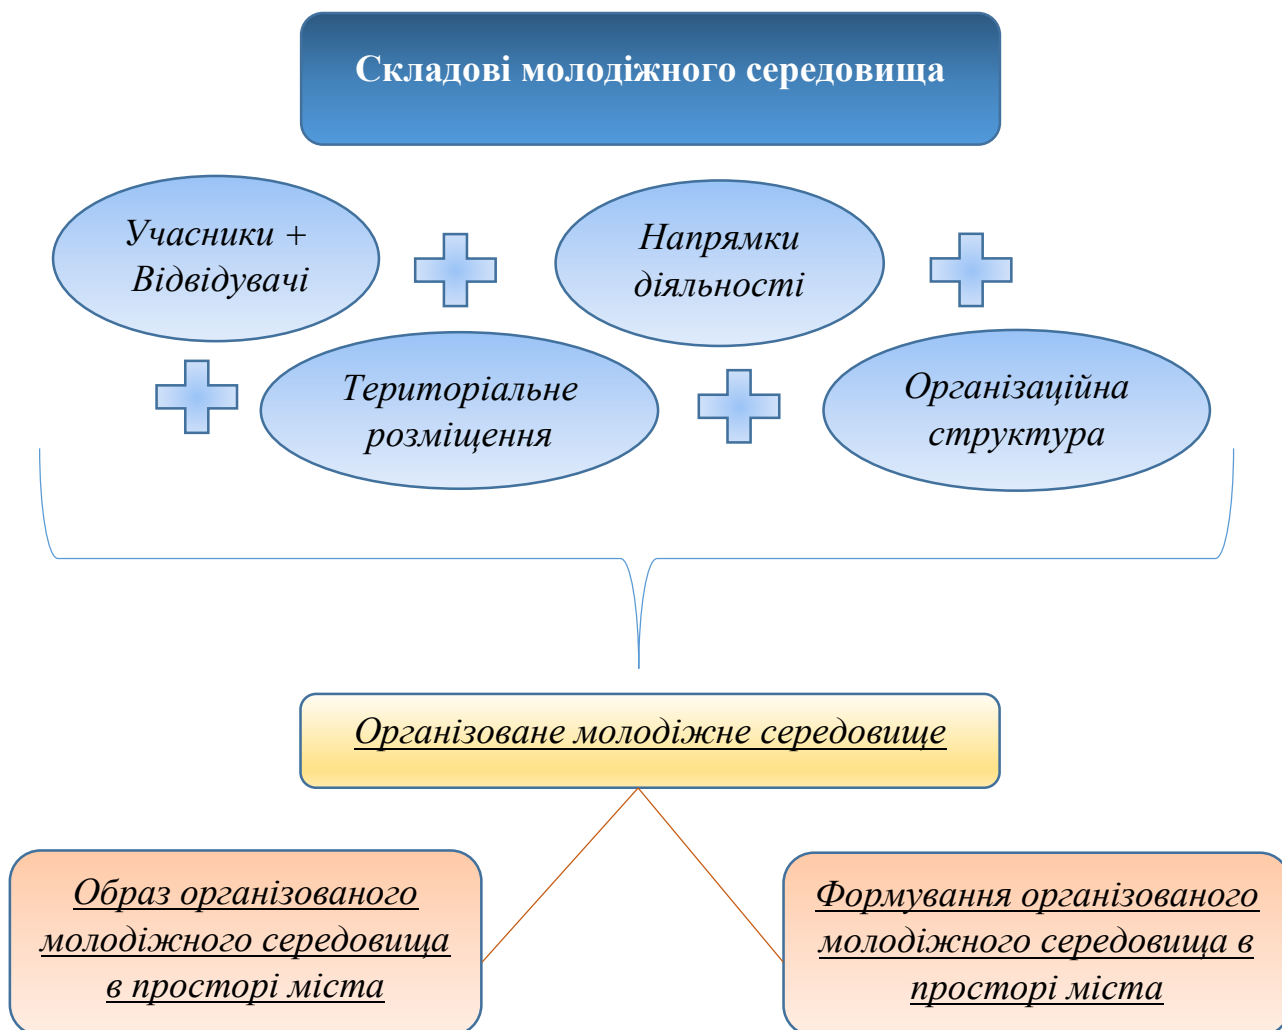 Складові молодіжного середовища
Учасники +
Відвідувачі
Напрямки
діяльності
Територіальне
розміщення
Організаційна
структура
Організоване молодіжне середовище
Образ організованого
молодіжного середовища
в просторі міста
Формування організованого
молодіжного середовища в
просторі міста